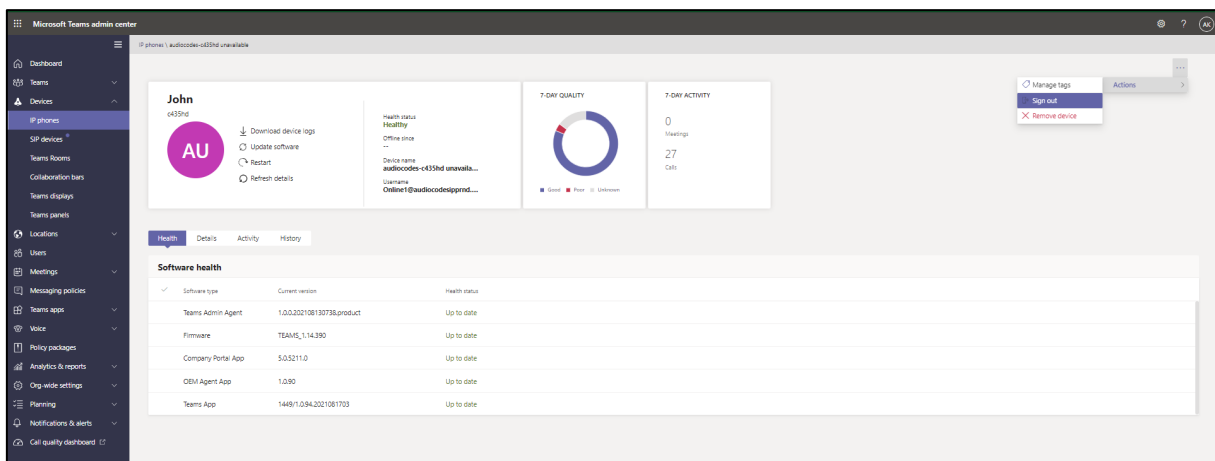 Microsoft Teams admin center
?
AK
IP phones \ audiocodes-c435hd unavailable
Dashboard
Teams
Devices
IP phones
SIP devices
Teams Rooms
Collaboration bars
Teams displays
Teams panels
Locations
Users
Meetings
Messaging policies
Teams apps
Voice
Policy packages
Analytics & reports
Org-wide settings
Planning
Notifications & alerts
Call quality dashboard
John
c435hd
AU
Download device logs
Update software
Restart
Refresh details
Health status
Healthy
Offline since
--
Device name
audiocodes-c435hd unavaila...
Username
Online1@audiocodesipprnd....
7-DAY QUALITY
Good Poor Unknown
7-DAY ACTIVITY
0
Meetings
27
Calls
...
Manage tags
Sign out
Remove device
Actions
Health Details Activity History
Software health
Software type Current version Health status
Teams Admin Agent 1.0.0.202108130738.product Up to date
Firmware TEAMS_1.14.390 Up to date
Company Portal App 5.0.5211.0 Up to date
OEM Agent App 1.0.90 Up to date
Teams App 1449/1.0.94.2021081703 Up to date